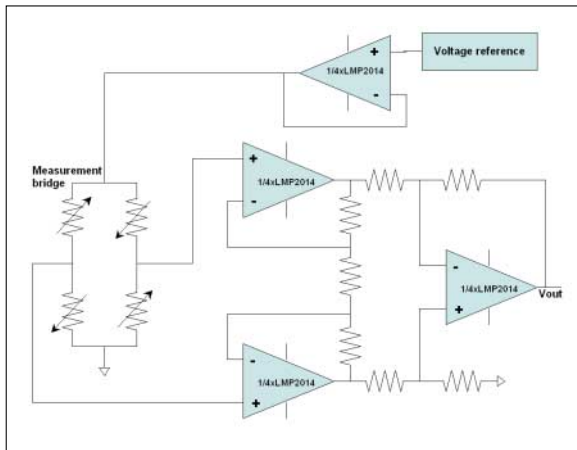 +
Voltage reference
1/4xLMP2014
-
Measurement
bridge
+
1/4xLMP2014
-
-
1/4xLMP2014
+
Vout
-
1/4xLMP2014
+